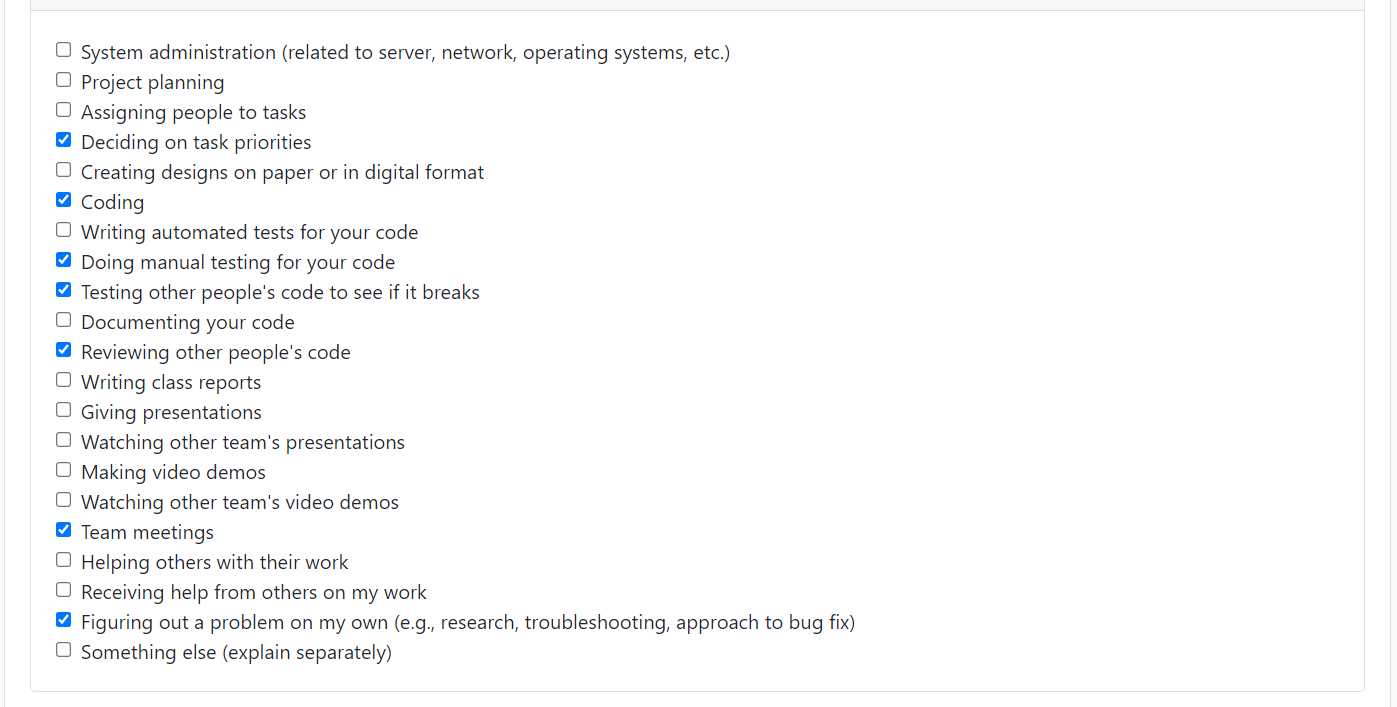 System administration (related to server, network, operating systems, etc.)
Project planning
Assigning people to tasks
Deciding on task priorities
Creating designs on paper or in digital format
Coding
Writing automated tests for your code
Doing manual testing for your code
Testing other people's code to see if it breaks
Documenting your code
Reviewing other people's code
Writing class reports
Giving presentations
Watching other team's presentations
Making video demos
Watching other team's video demos
Team meetings
Helping others with their work
Receiving help from others on my work
Figuring out a problem on my own (e.g., research, troubleshooting, approach to bug fix)
Something else (explain separately)